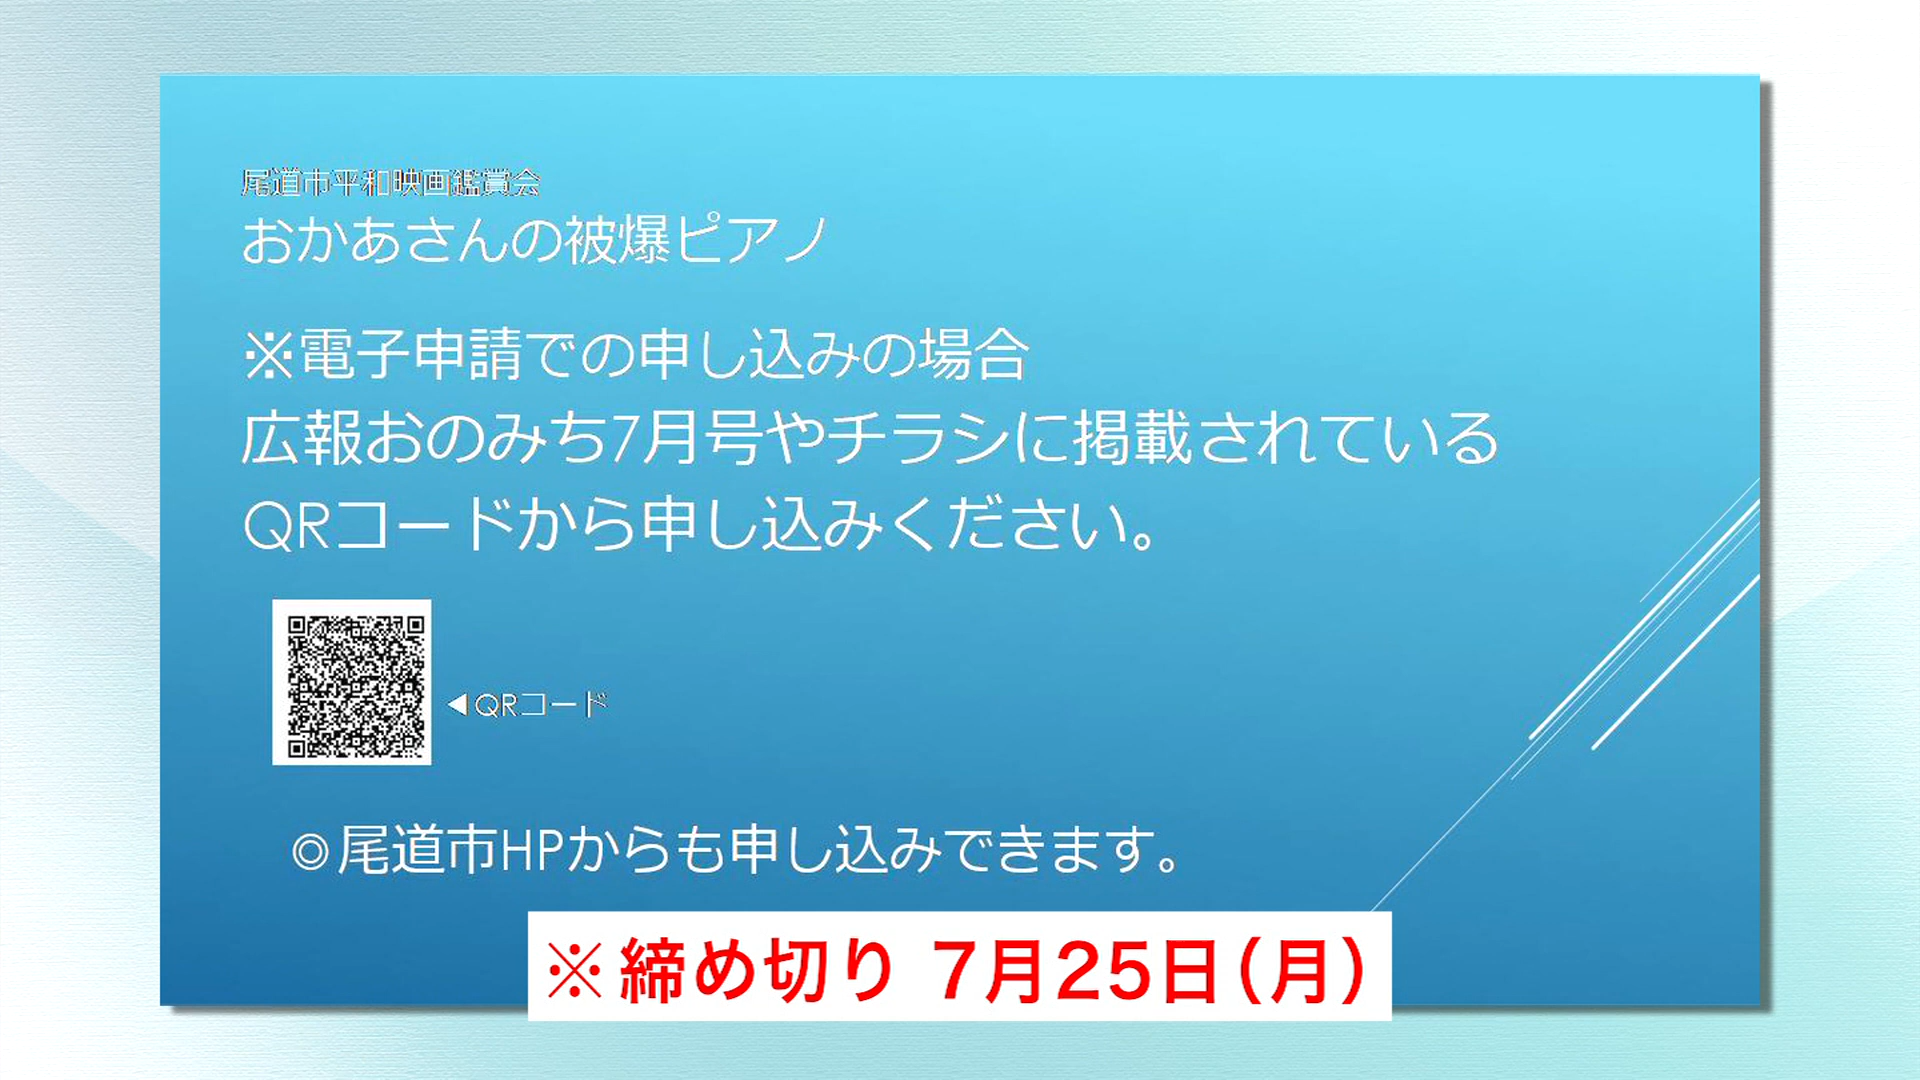 尾道市平和映画鑑賞会
おかあさんの被爆ピアノ
※電子申請での申し込みの場合
広報おのみち7月号やチラシに掲載されている
QRコードから申し込みください。
◀QRコード
◎尾道市HPからも申し込みできます。
※締め切り 7月25日(月)